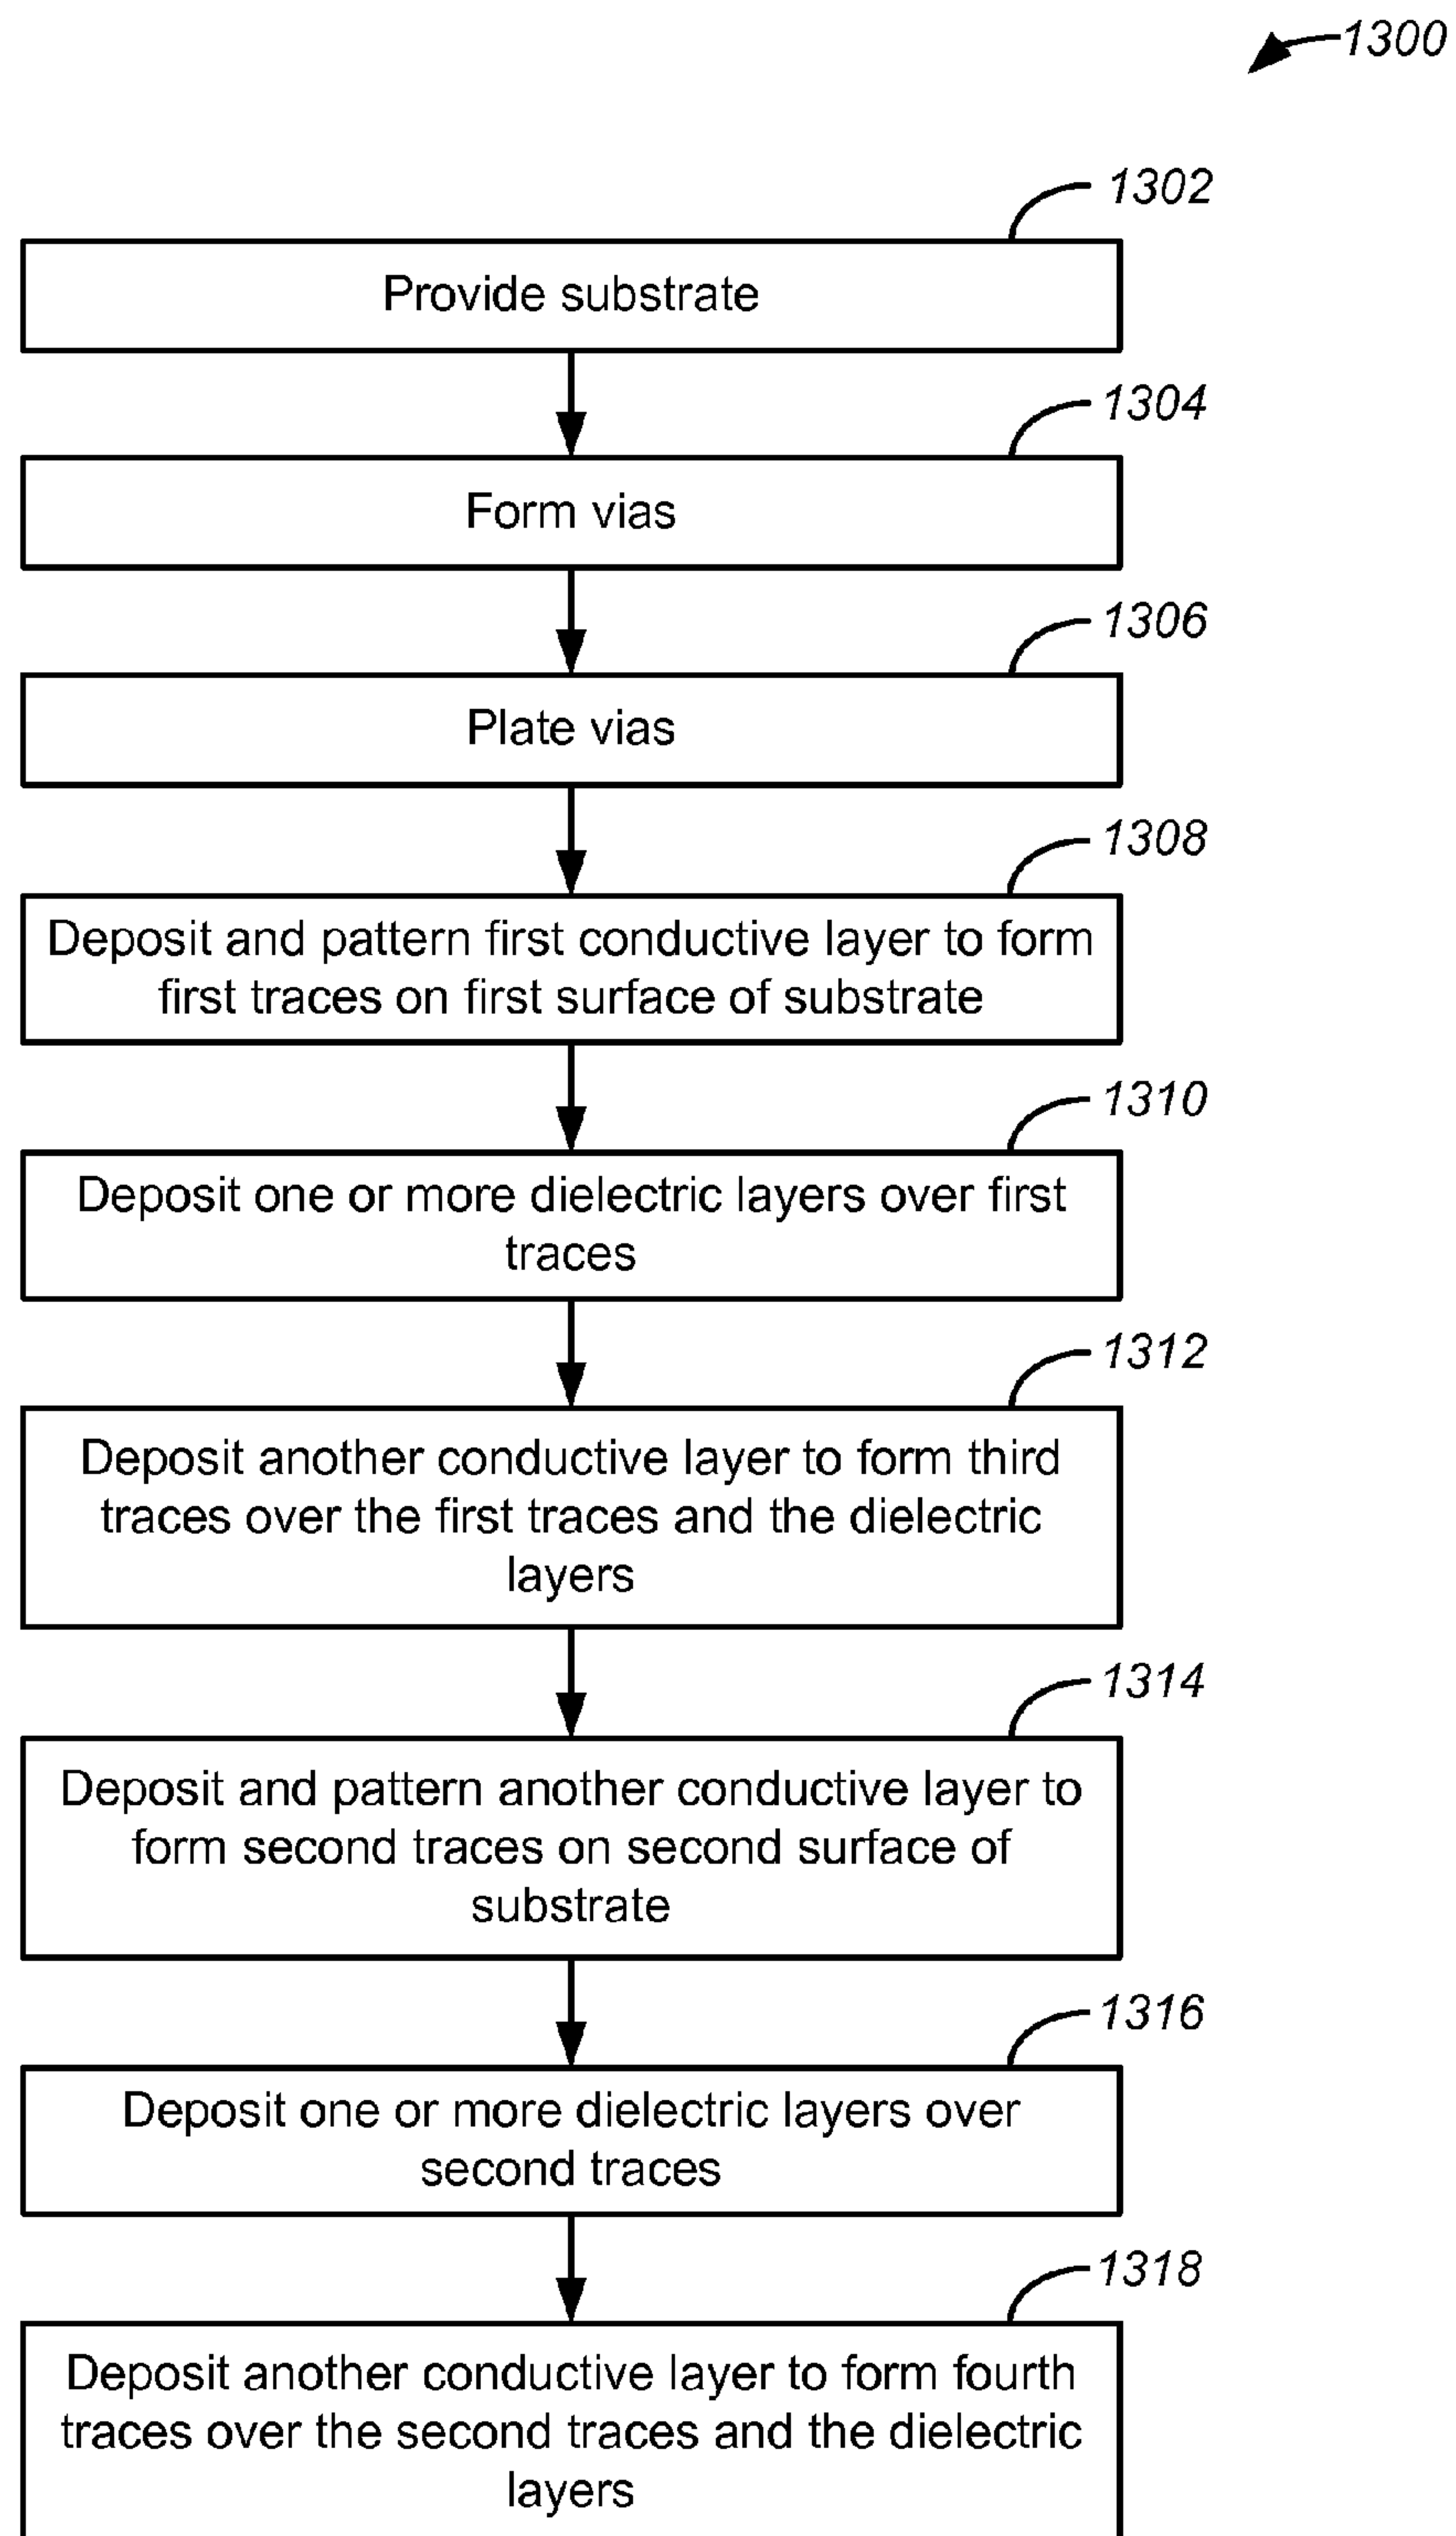 1300
1302
Provide substrate
1304
Form vias
1306
Plate vias
1308
Deposit and pattern first conductive layer to form
first traces on first surface of substrate
1310
Deposit one or more dielectric layers over first
traces
1312
Deposit another conductive layer to form third
traces over the first traces and the dielectric
layers
1314
Deposit and pattern another conductive layer to
form second traces on second surface of
substrate
1316
Deposit one or more dielectric layers over
second traces
1318
Deposit another conductive layer to form fourth
traces over the second traces and the dielectric
layers